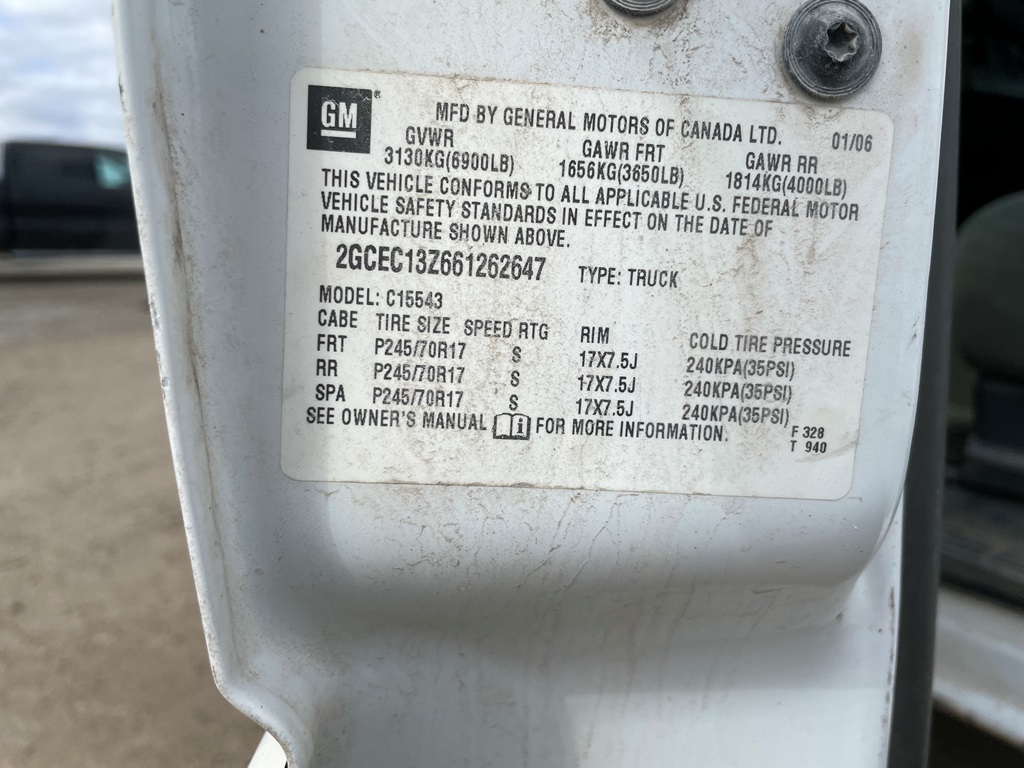 GM®
MFD BY GENERAL MOTORS OF CANADA LTD. 01/06
GVWR GAWR FRT GAWR RR
3130KG(6900LB) 1656KG(3650LB) 1814KG(4000LB)
THIS VEHICLE CONFORMS TO ALL APPLICABLE U.S. FEDERAL MOTOR
VEHICLE SAFETY STANDARDS IN EFFECT ON THE DATE OF
MANUFACTURE SHOWN ABOVE.
2GCEC13Z661262647 TYPE: TRUCK
MODEL: C15543
CABE TIRE SIZE SPEED RTG RIM COLD TIRE PRESSURE
FRT P245/70R17 S 17X7.5J 240KPA(35PSI)
RR P245/70R17 S 17X7.5J 240KPA(35PSI)
SPA P245/70R17 S 17X7.5J 240KPA(35PSI)
SEE OWNER'S MANUAL i FOR MORE INFORMATION. F 328
T 940